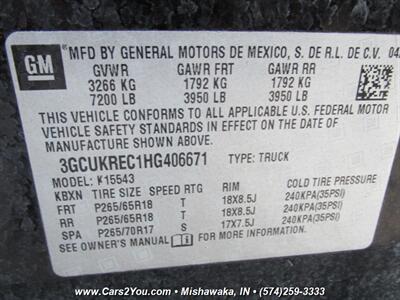 GM
MFD BY GENERAL MOTORS DE MEXICO, S. DE R.L. DE C.V. 04
GVWR GAWR FRT GAWR RR
3266 KG 1792 KG 1792 KG
7200 LB 3950 LB 3950 LB
THIS VEHICLE CONFORMS TO ALL APPLICABLE U.S. FEDERAL MOTOR
VEHICLE SAFETY STANDARDS IN EFFECT ON THE DATE OF
MANUFACTURE SHOWN ABOVE.
3GCUKREC1HG406671 TYPE: TRUCK
MODEL: K15543
KBXN TIRE SIZE SPEED RTG RIM COLD TIRE PRESSURE
FRT P265/65R18 T 18X8.5J 240KPA(35PSI)
RR P265/65R18 T 18X8.5J 240KPA(35PSI)
SPA P265/70R17 S 17X7.5J 240KPA(35PSI)
SEE OWNER'S MANUAL FOR ADDITIONAL INFORMATION.
www.Cars2You.com - Mishawaka, IN - (574)259-3333